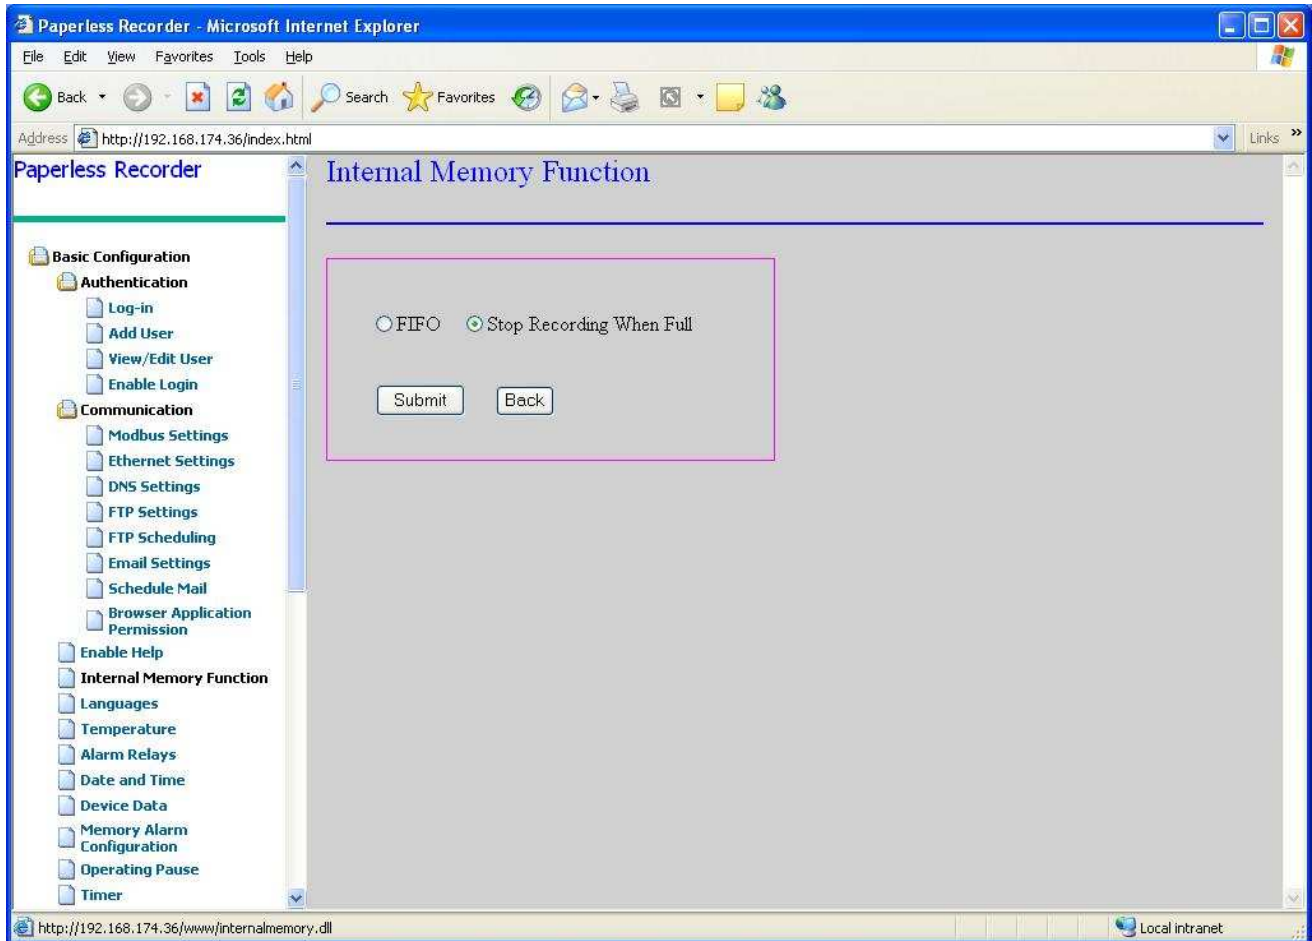 Paperless Recorder - Microsoft Internet Explorer
File Edit View Favorites Tools Help
Back Search Favorites
Address http://192.168.174.36/index.html Links »
Paperless Recorder
Basic Configuration
Authentication
Log-in
Add User
View/Edit User
Enable Login
Communication
Modbus Settings
Ethernet Settings
DNS Settings
FTP Settings
FTP Scheduling
Email Settings
Schedule Mail
Browser Application
Permission
Enable Help
Internal Memory Function
Languages
Temperature
Alarm Relays
Date and Time
Device Data
Memory Alarm
Configuration
Operating Pause
Timer
Internal Memory Function
FIFO Stop Recording When Full
Submit Back
http://192.168.174.36/www/internalmemory.dll Local intranet